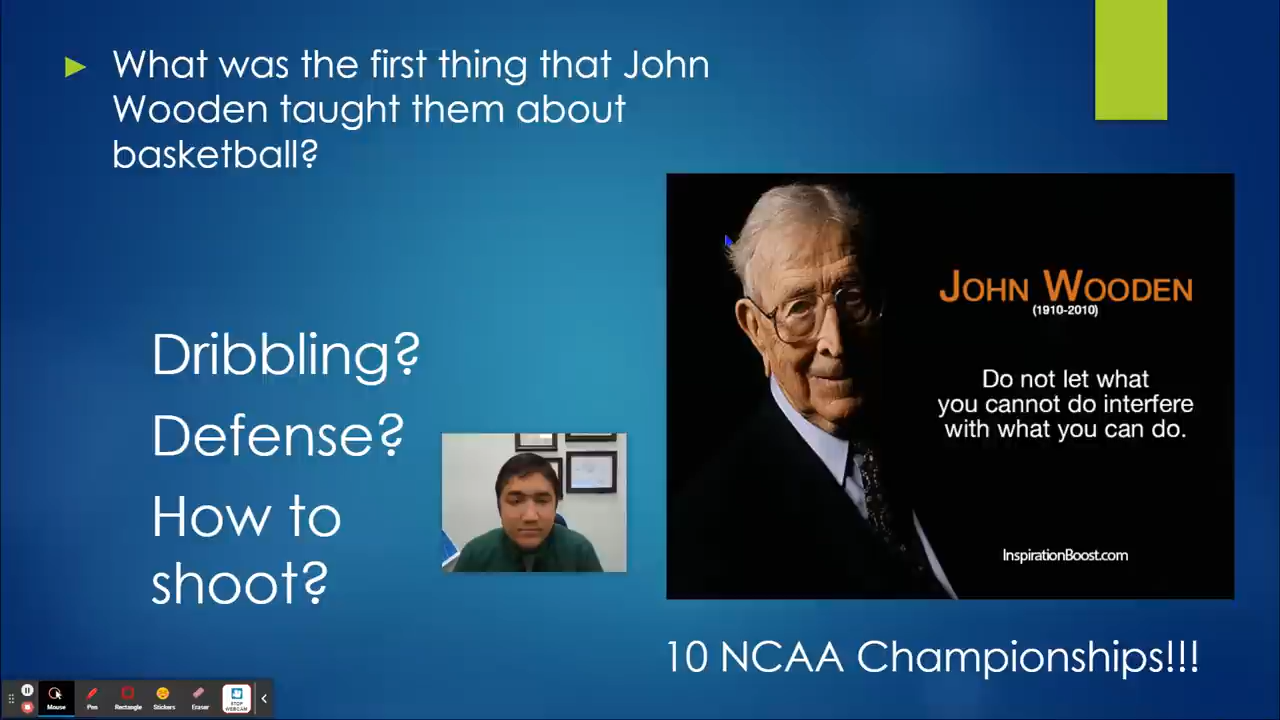 What was the first thing that John
Wooden taught them about
basketball?
Dribbling?
Defense?
How to
shoot?
JOHN WOODEN
(1910-2010)
Do not let what
you cannot do interfere
with what you can do.
InspirationBoost.com
10 NCAA Championships!!!
Mouse
Pen
Rectangle
Stickers
Eraser
STOP
WEBCAM